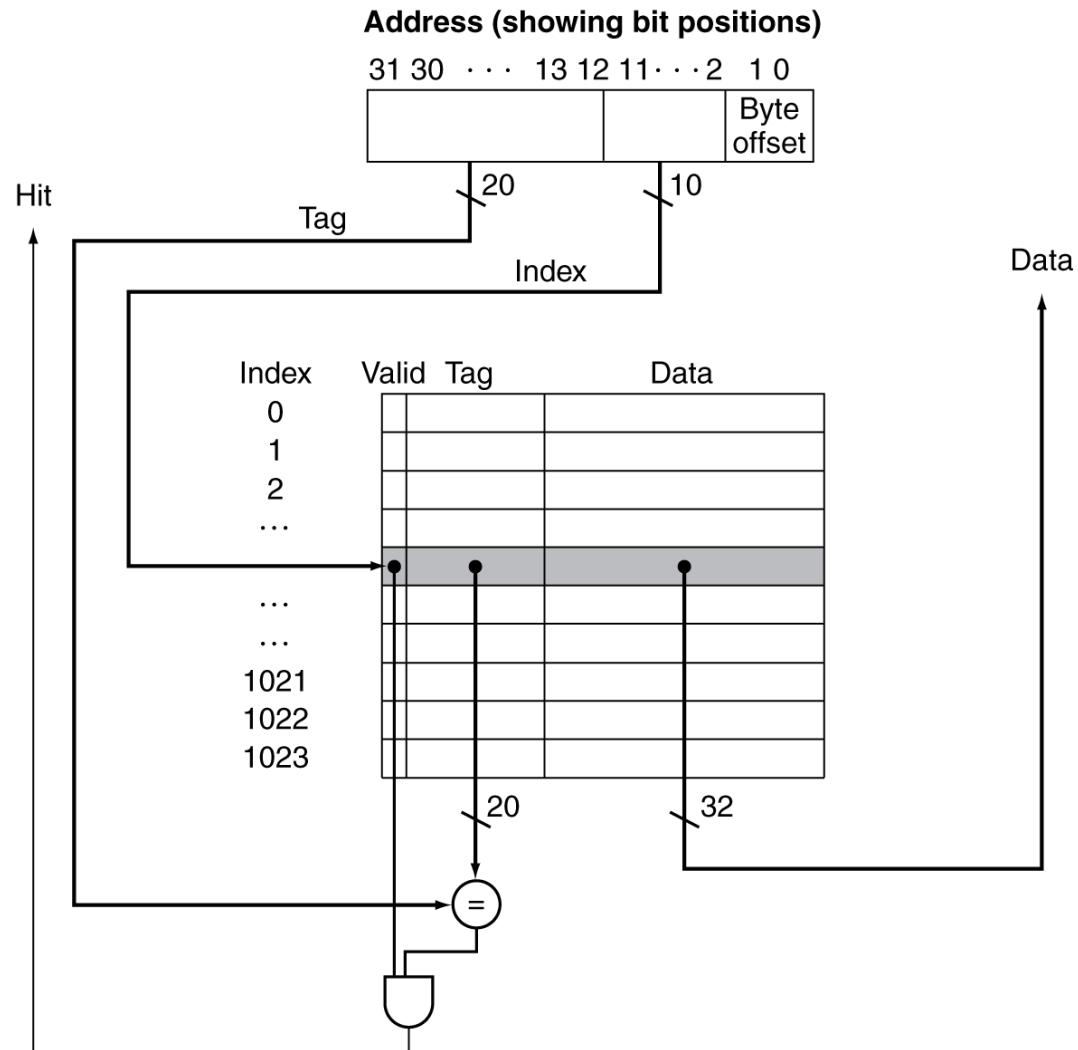 Address (showing bit positions)
31 30 · · · 13 12 11 · · · 2 1 0
Byte
offset
20
10
Hit
Tag
Index
Data
Index Valid Tag Data
0
1
2
...
...
...
1021
1022
1023
20
32
=